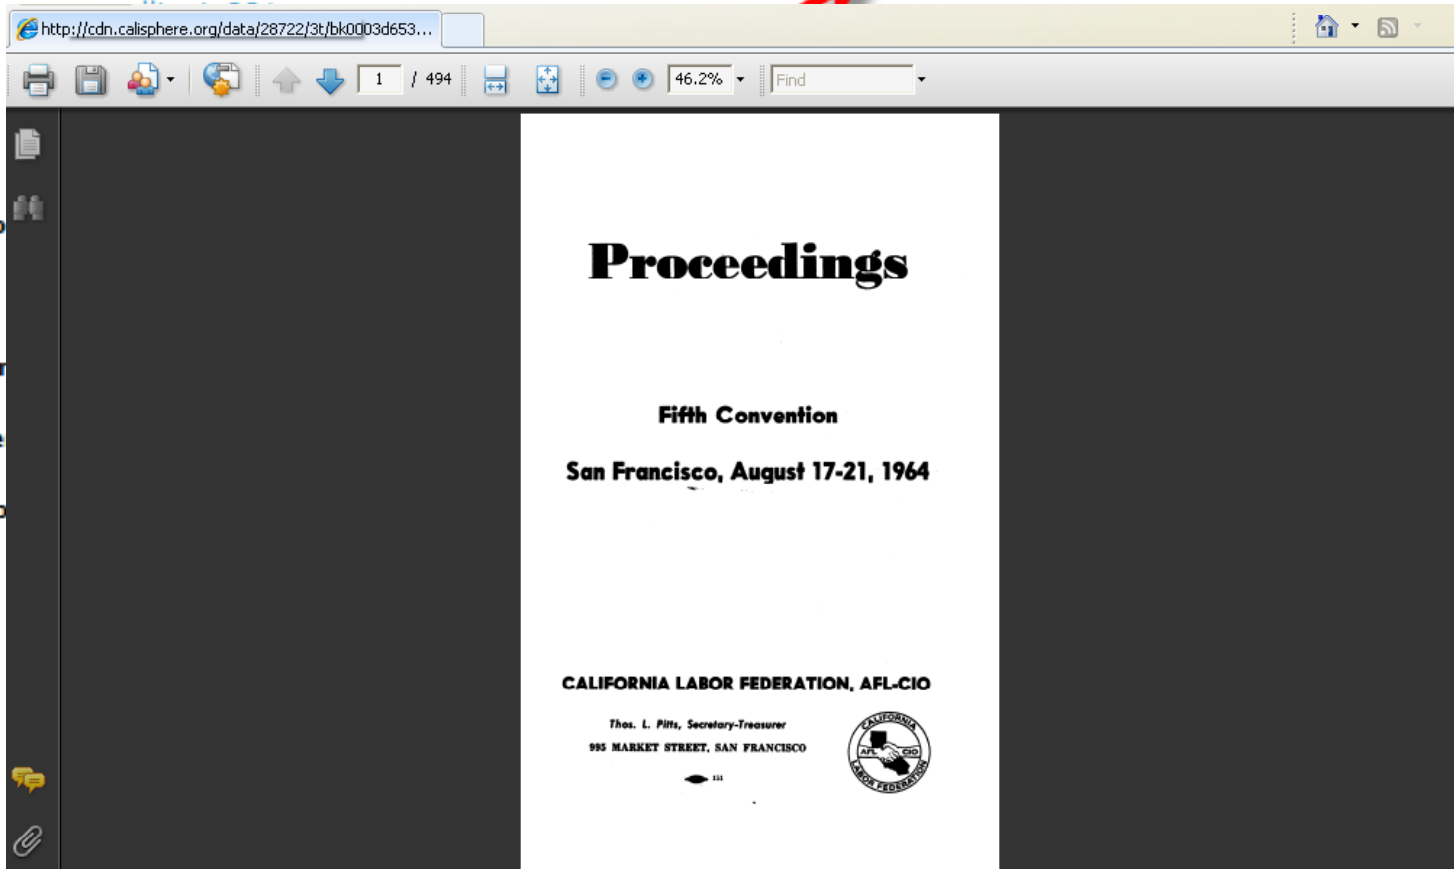 http://cdn.calisphere.org/data/28722/3t/bk0003d653...
1 / 494
46.2%
Find
Proceedings
Fifth Convention
San Francisco, August 17-21, 1964
CALIFORNIA LABOR FEDERATION, AFL-CIO
Thos. L. Pitts, Secretary-Treasurer
995 MARKET STREET, SAN FRANCISCO
151
CALIFORNIA
AFL CIO
LABOR FEDERATION